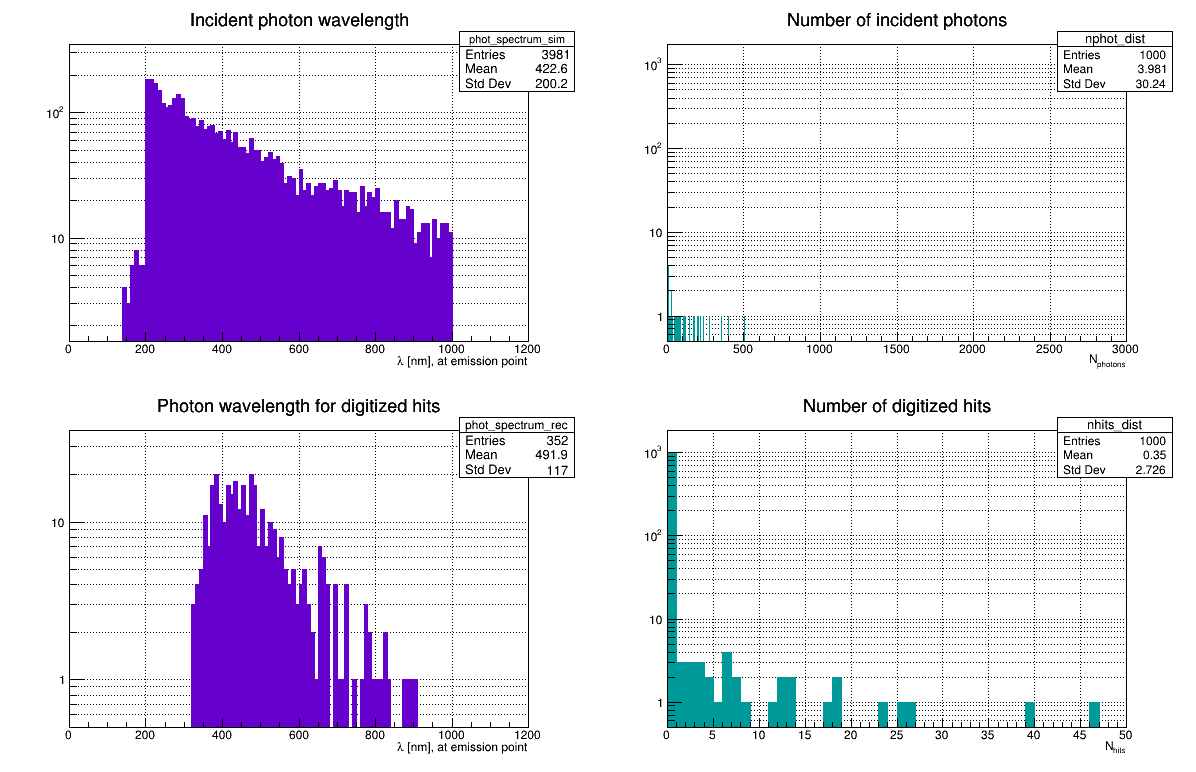 Incident photon wavelength
phot_spectrum_sim
Entries 3981
Mean 422.6
Std Dev 200.2
10²
10
0 200 400 600 800 1000 1200
λ [nm], at emission point
Number of incident photons
nphot_dist
Entries 1000
Mean 3.981
Std Dev 30.24
10³
10²
10
1
0 500 1000 1500 2000 2500 3000
N_photons
Photon wavelength for digitized hits
phot_spectrum_rec
Entries 352
Mean 491.9
Std Dev 117
10
1
0 200 400 600 800 1000 1200
λ [nm], at emission point
Number of digitized hits
nhits_dist
Entries 1000
Mean 0.35
Std Dev 2.726
10³
10²
10
1
0 5 10 15 20 25 30 35 40 45 50
N_hits